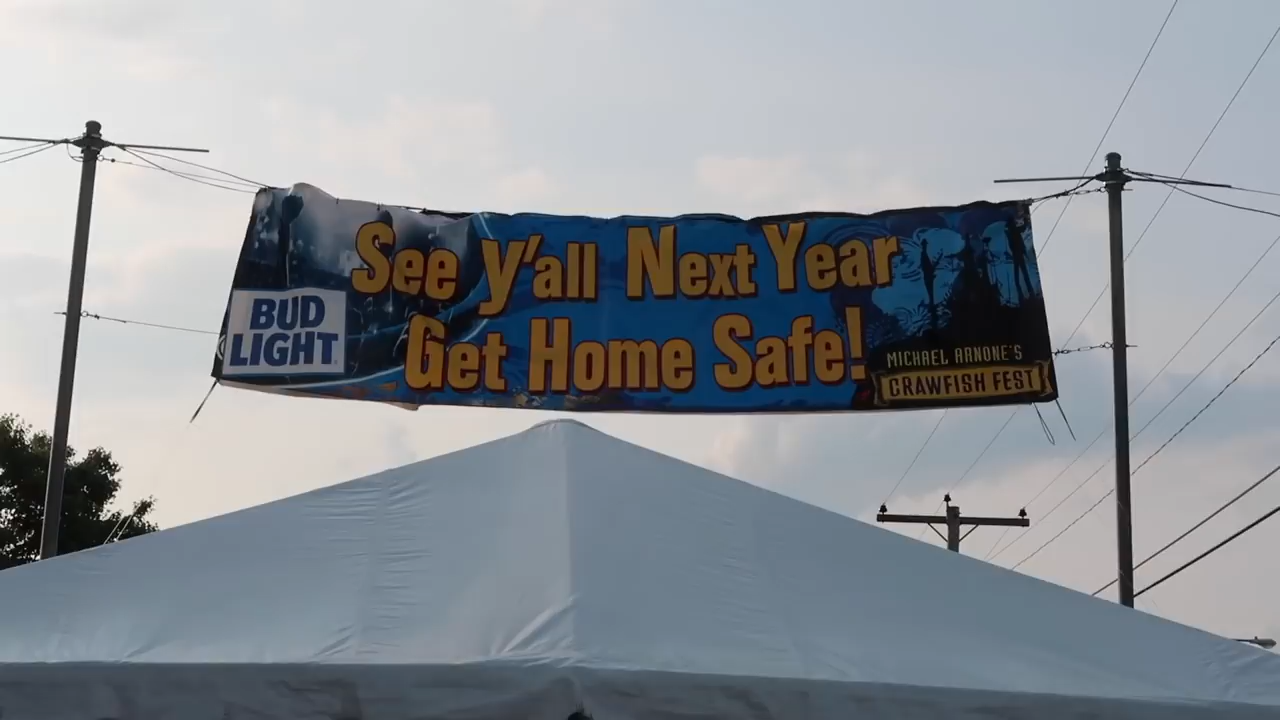 See y'all Next Year
Get Home Safe!
BUD
LIGHT
MICHAEL ARNONE'S
CRAWFISH FEST